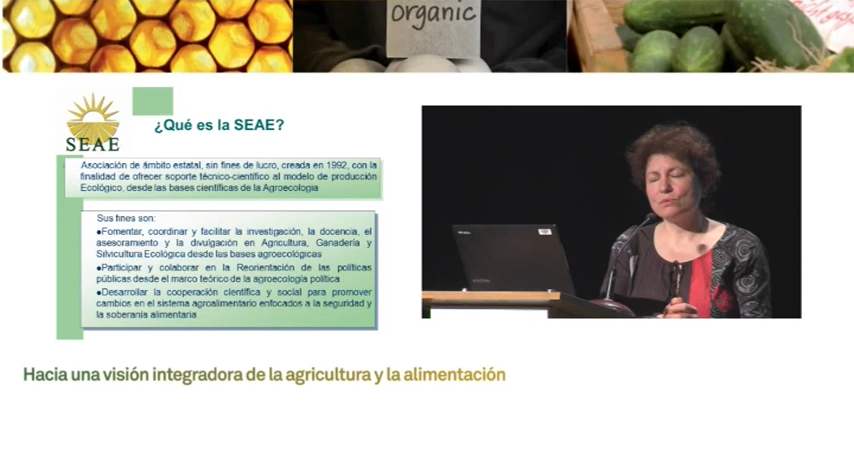 organic
SEAE
¿Qué es la SEAE?
Asociación de ámbito estatal, sin fines de lucro, creada en 1992, con la
finalidad de ofrecer soporte técnico-científico al modelo de producción
Ecológico, desde las bases científicas de la Agroecología
Sus fines son:
●Fomentar, coordinar y facilitar la investigación, la docencia, el
asesoramiento y la divulgación en Agricultura, Ganadería y
Silvicultura Ecológica desde las bases agroecológicas
●Participar y colaborar en la Reorientación de las políticas
públicas desde el marco teórico de la agroecología política
●Desarrollar la cooperación científica y social para promover
cambios en el sistema agroalimentario enfocados a la seguridad y
la soberanía alimentaria
Hacia una visión integradora de la agricultura y la alimentación